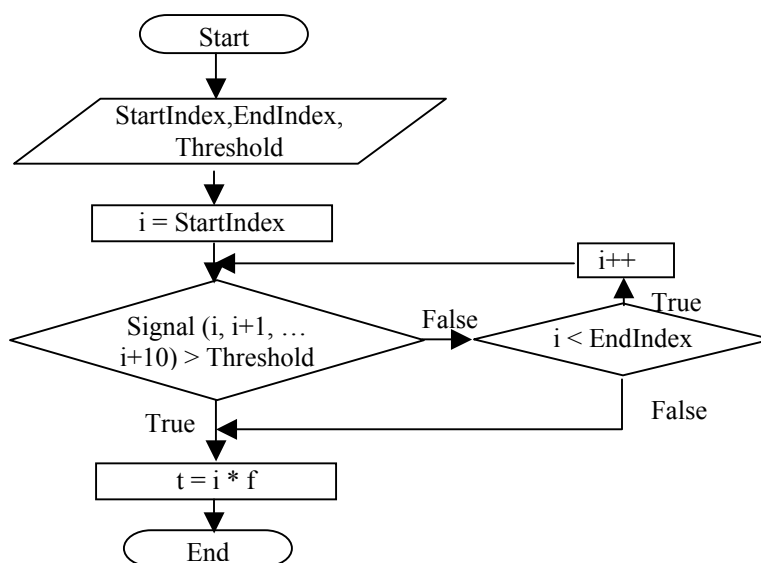 Start
StartIndex,EndIndex,
Threshold
i = StartIndex
i++
True
False
Signal (i, i+1, …
i+10) > Threshold
i < EndIndex
False
True
t = i * f
End